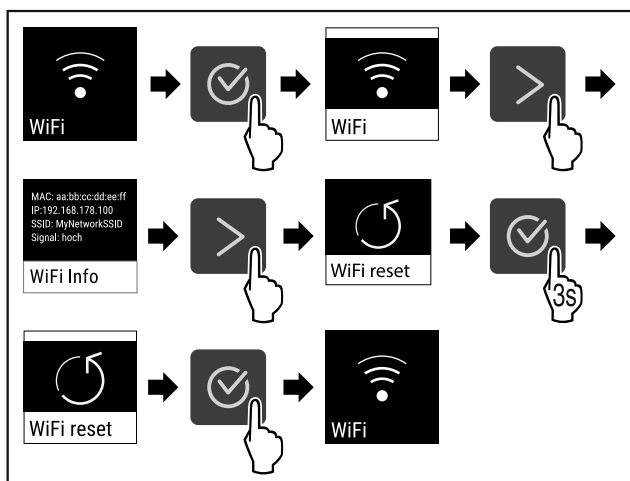 WiFi
WiFi
MAC: aa:bb:cc:dd:ee:ff
IP:192.168.178.100
SSID: MyNetworkSSID
Signal: hoch
WiFi Info
WiFi reset
3s
WiFi reset
WiFi